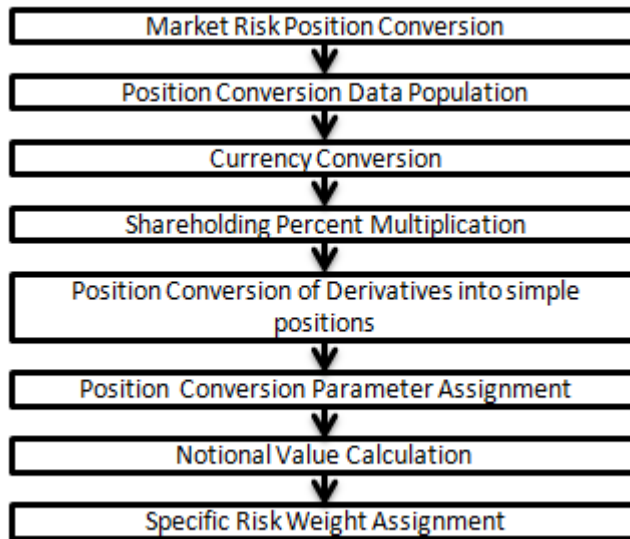 Market Risk Position Conversion
Position Conversion Data Population
Currency Conversion
Shareholding Percent Multiplication
Position Conversion of Derivatives into simple
positions
Position Conversion Parameter Assignment
Notional Value Calculation
Specific Risk Weight Assignment